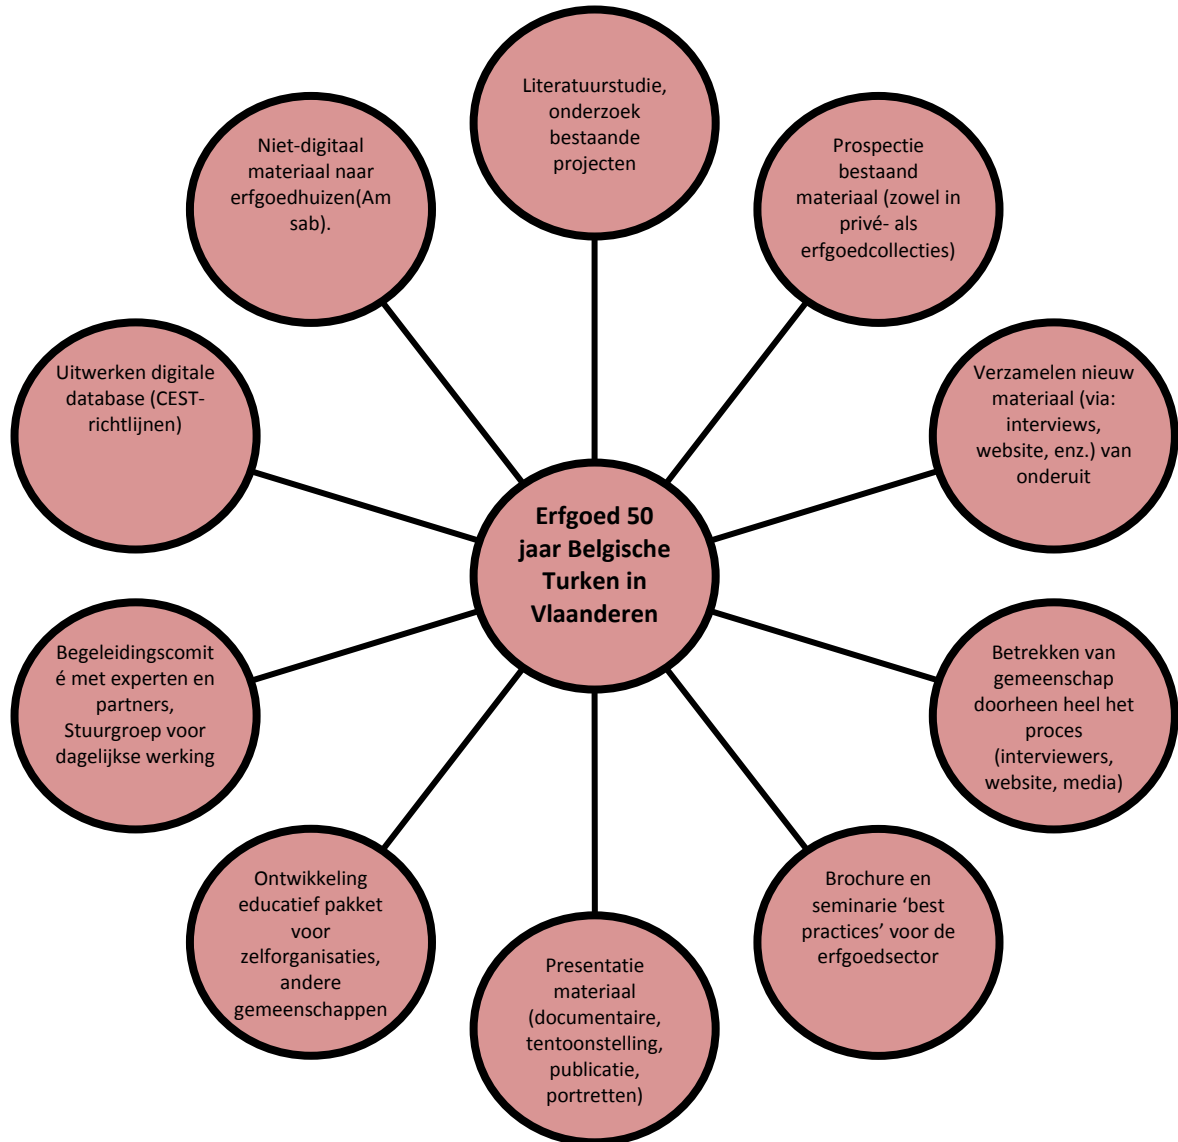 Literatuurstudie,
onderzoek
bestaande
projecten
Prospectie
bestaand
materiaal (zowel in
privé- als
erfgoedcollecties)
Verzamelen nieuw
materiaal (via:
interviews,
website, enz.) van
onderuit
Betrekken van
gemeenschap
doorheen heel het
proces
(interviewers,
website, media)
Brochure en
seminarie ‘best
practices’ voor de
erfgoedsector
Presentatie
materiaal
(documentaire,
tentoonstelling,
publicatie,
portretten)
Ontwikkeling
educatief pakket
voor
zelforganisaties,
andere
gemeenschappen
Begeleidingscomit
é met experten en
partners,
Stuurgroep voor
dagelijkse werking
Uitwerken digitale
database (CEST-
richtlijnen)
Niet-digitaal
materiaal naar
erfgoedhuizen(Am
sab).
Erfgoed 50
jaar Belgische
Turken in
Vlaanderen